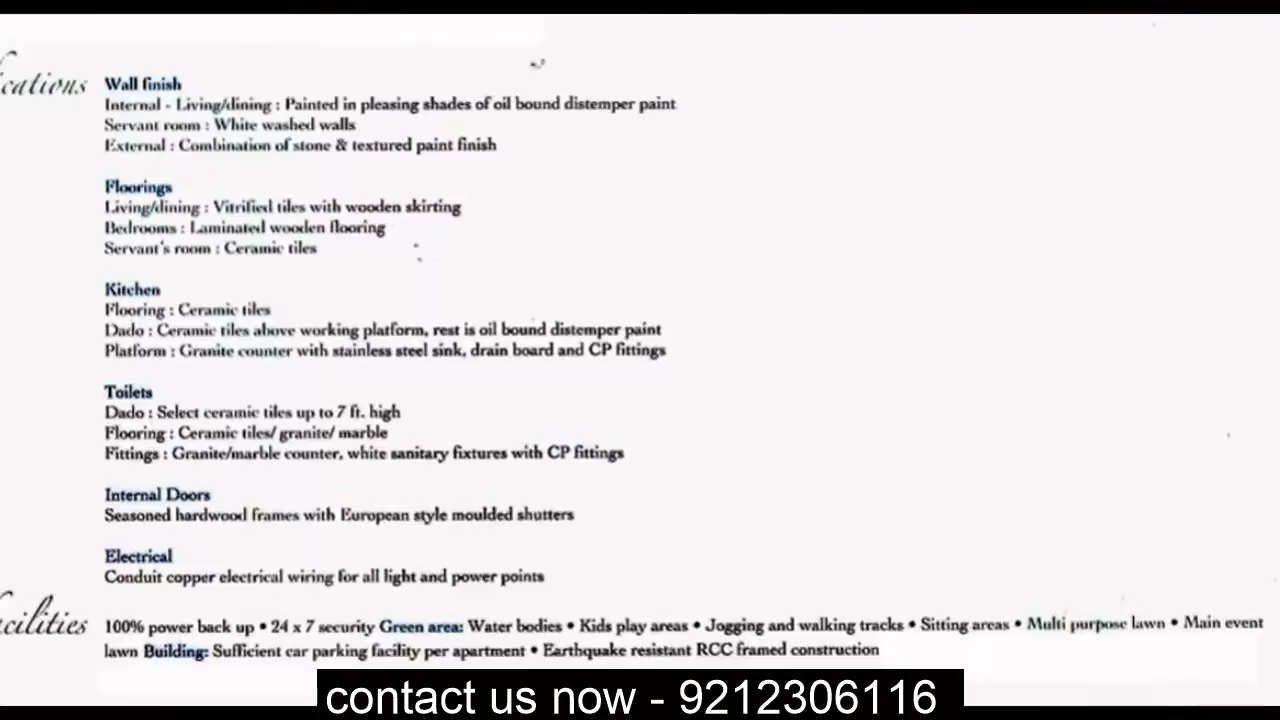 ications
Wall finish
Internal - Living/dining : Painted in pleasing shades of oil bound distemper paint
Servant room : White washed walls
External : Combination of stone & textured paint finish
Floorings
Living/dining : Vitrified tiles with wooden skirting
Bedrooms : Laminated wooden flooring
Servant's room : Ceramic tiles
Kitchen
Flooring : Ceramic tiles
Dado : Ceramic tiles above working platform, rest is oil bound distemper paint
Platform : Granite counter with stainless steel sink, drain board and CP fittings
Toilets
Dado : Select ceramic tiles up to 7 ft. high
Flooring : Ceramic tiles/ granite/ marble
Fittings : Granite/marble counter, white sanitary fixtures with CP fittings
Internal Doors
Seasoned hardwood frames with European style moulded shutters
Electrical
Conduit copper electrical wiring for all light and power points
cilities
100% power back up • 24 x 7 security Green area: Water bodies • Kids play areas • Jogging and walking tracks • Sitting areas • Multi purpose lawn • Main event
lawn Building: Sufficient car parking facility per apartment • Earthquake resistant RCC framed construction
contact us now - 9212306116